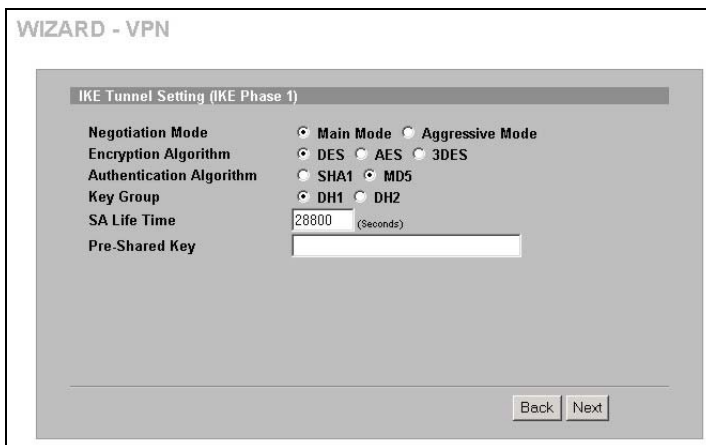 WIZARD - VPN
IKE Tunnel Setting (IKE Phase 1)
Negotiation Mode Main Mode Aggressive Mode
Encryption Algorithm DES AES 3DES
Authentication Algorithm SHA1 MD5
Key Group DH1 DH2
SA Life Time 28800 (Seconds)
Pre-Shared Key
Back Next